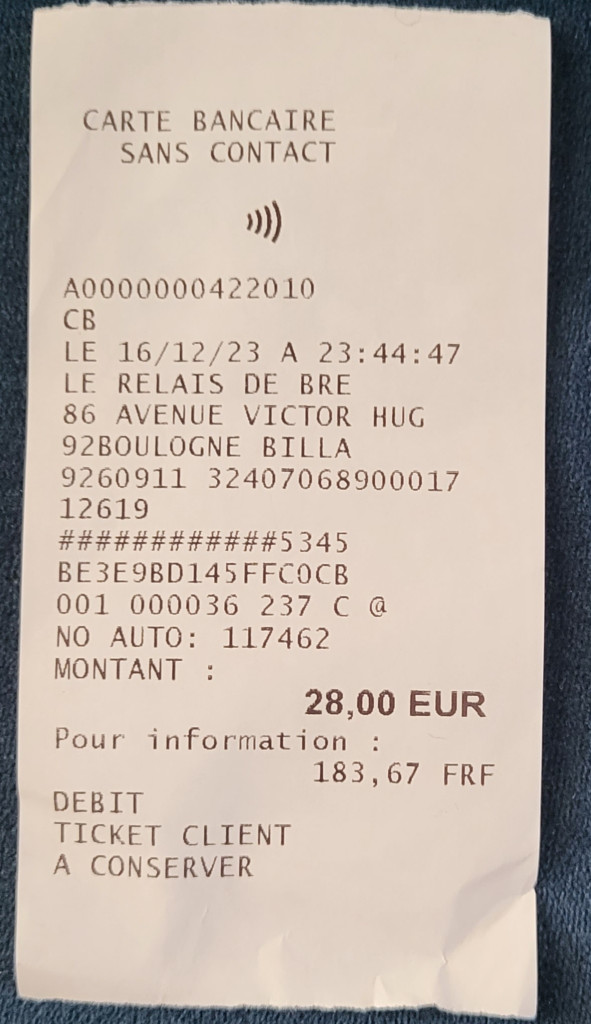 CARTE BANCAIRE
SANS CONTACT
A0000000422010
CB
LE 16/12/23 A 23:44:47
LE RELAIS DE BRE
86 AVENUE VICTOR HUG
92BOULOGNE BILLA
9260911 32407068900017
12619
############5345
BE3E9BD145FFC0CB
001 000036 237 C @
NO AUTO: 117462
MONTANT :
28,00 EUR
Pour information :
183,67 FRF
DEBIT
TICKET CLIENT
A CONSERVER